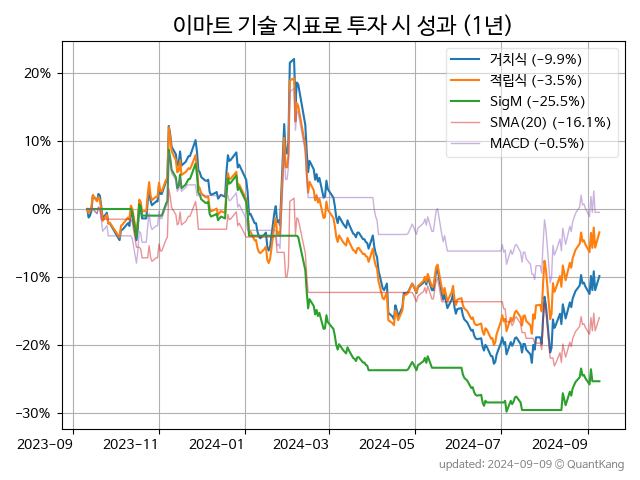 이마트 기술 지표로 투자 시 성과 (1년)
거치식 (−9.9%)
적립식 (−3.5%)
SigM (−25.5%)
SMA(20) (−16.1%)
MACD (−0.5%)
20%
10%
0%
−10%
−20%
−30%
2023-09 2023-11 2024-01 2024-03 2024-05 2024-07 2024-09
updated: 2024-09-09 © QuantKang